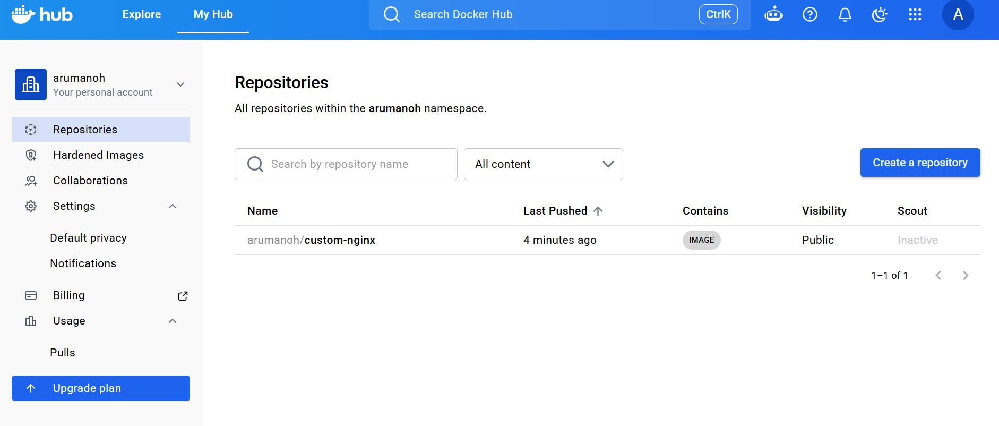 hub
Explore
My Hub
Search Docker Hub
CtrlK
A
arumanoh
Your personal account
Repositories
Hardened Images
Collaborations
Settings
Default privacy
Notifications
Billing
Usage
Pulls
Upgrade plan
Repositories
All repositories within the arumanoh namespace.
Search by repository name
All content
Create a repository
Name Last Pushed Contains Visibility Scout
arumanoh/custom-nginx 4 minutes ago IMAGE Public Inactive
1–1 of 1